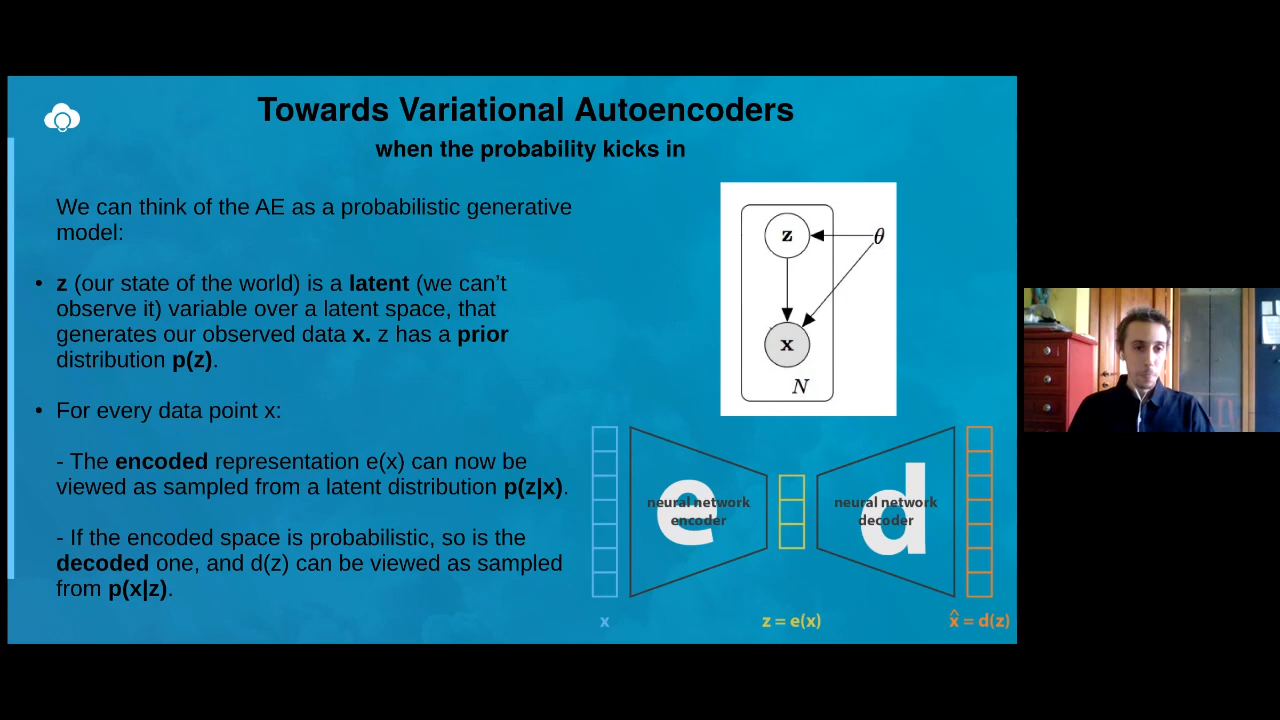 Towards Variational Autoencoders
when the probability kicks in
We can think of the AE as a probabilistic generative
model:
• z (our state of the world) is a latent (we can't
observe it) variable over a latent space, that
generates our observed data x. z has a prior
distribution p(z).
• For every data point x:
- The encoded representation e(x) can now be
viewed as sampled from a latent distribution p(z|x).
- If the encoded space is probabilistic, so is the
decoded one, and d(z) can be viewed as sampled
from p(x|z).
z
θ
x
N
e
neural network
encoder
d
neural network
decoder
x
z = e(x)
x̂ = d(z)